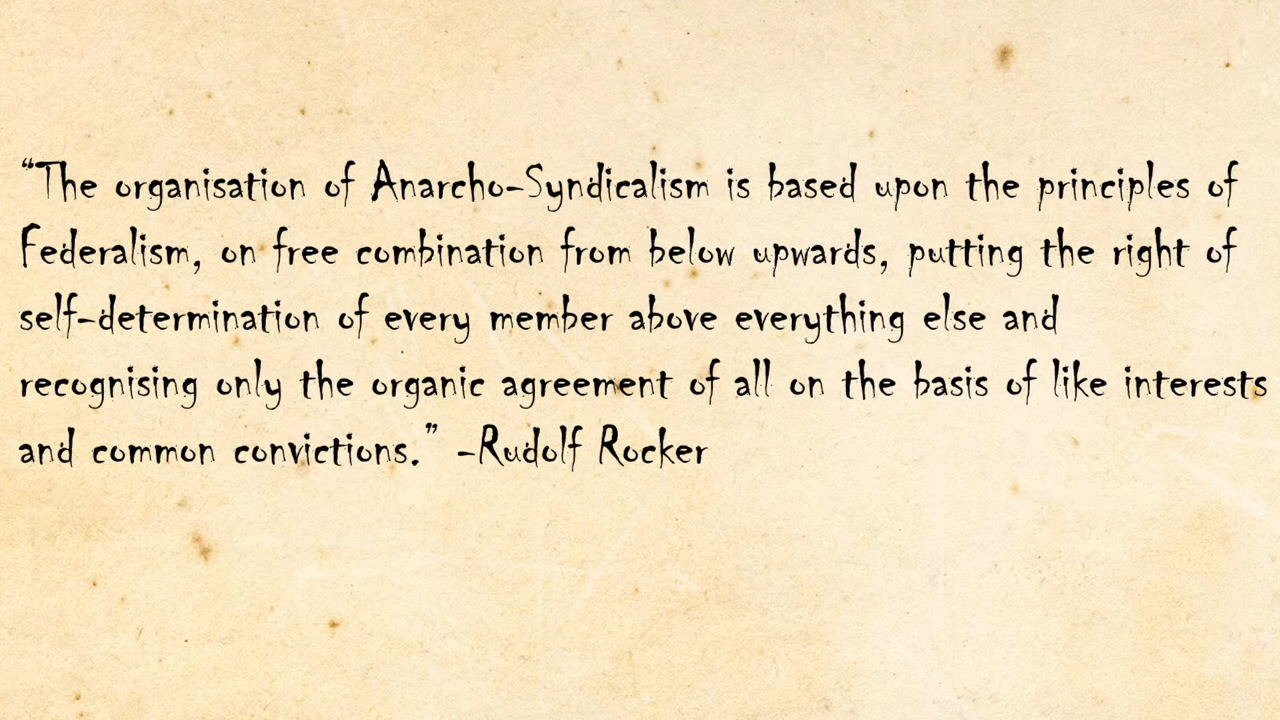 “The organisation of Anarcho-Syndicalism is based upon the principles of
Federalism, on free combination from below upwards, putting the right of
self-determination of every member above everything else and
recognising only the organic agreement of all on the basis of like interests
and common convictions.” -Rudolf Rocker